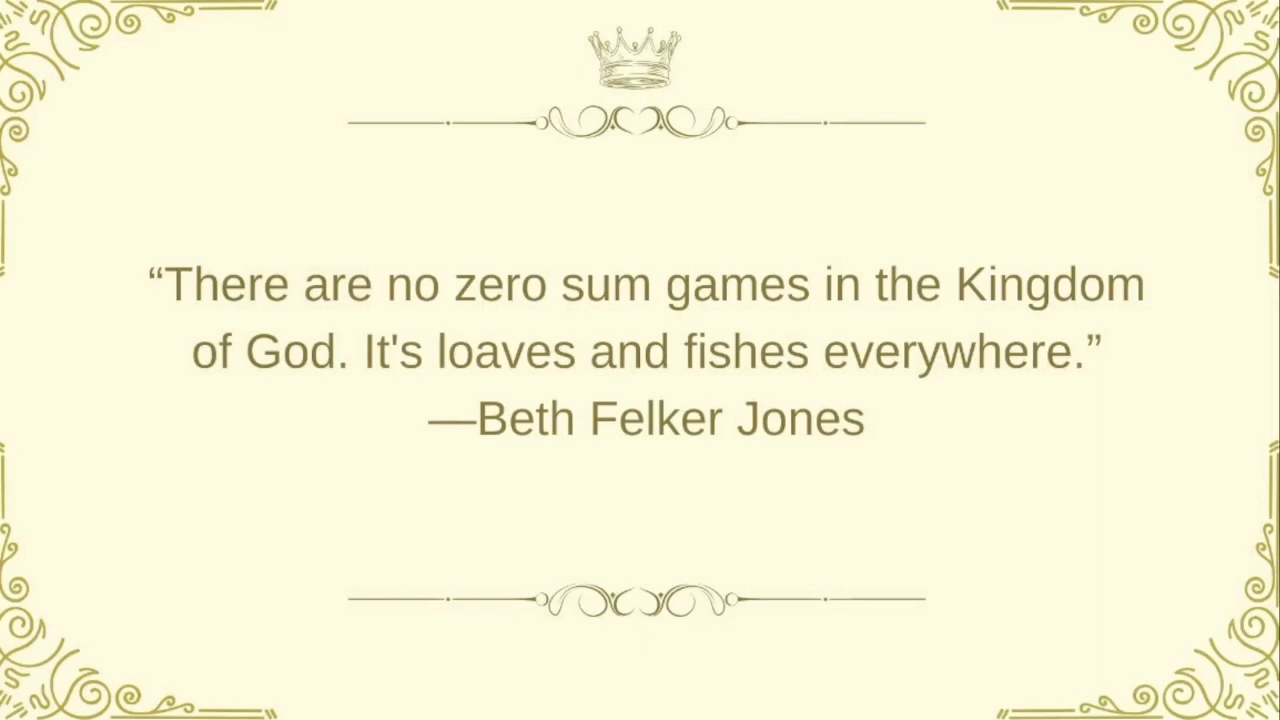 “There are no zero sum games in the Kingdom
of God. It's loaves and fishes everywhere.”
—Beth Felker Jones